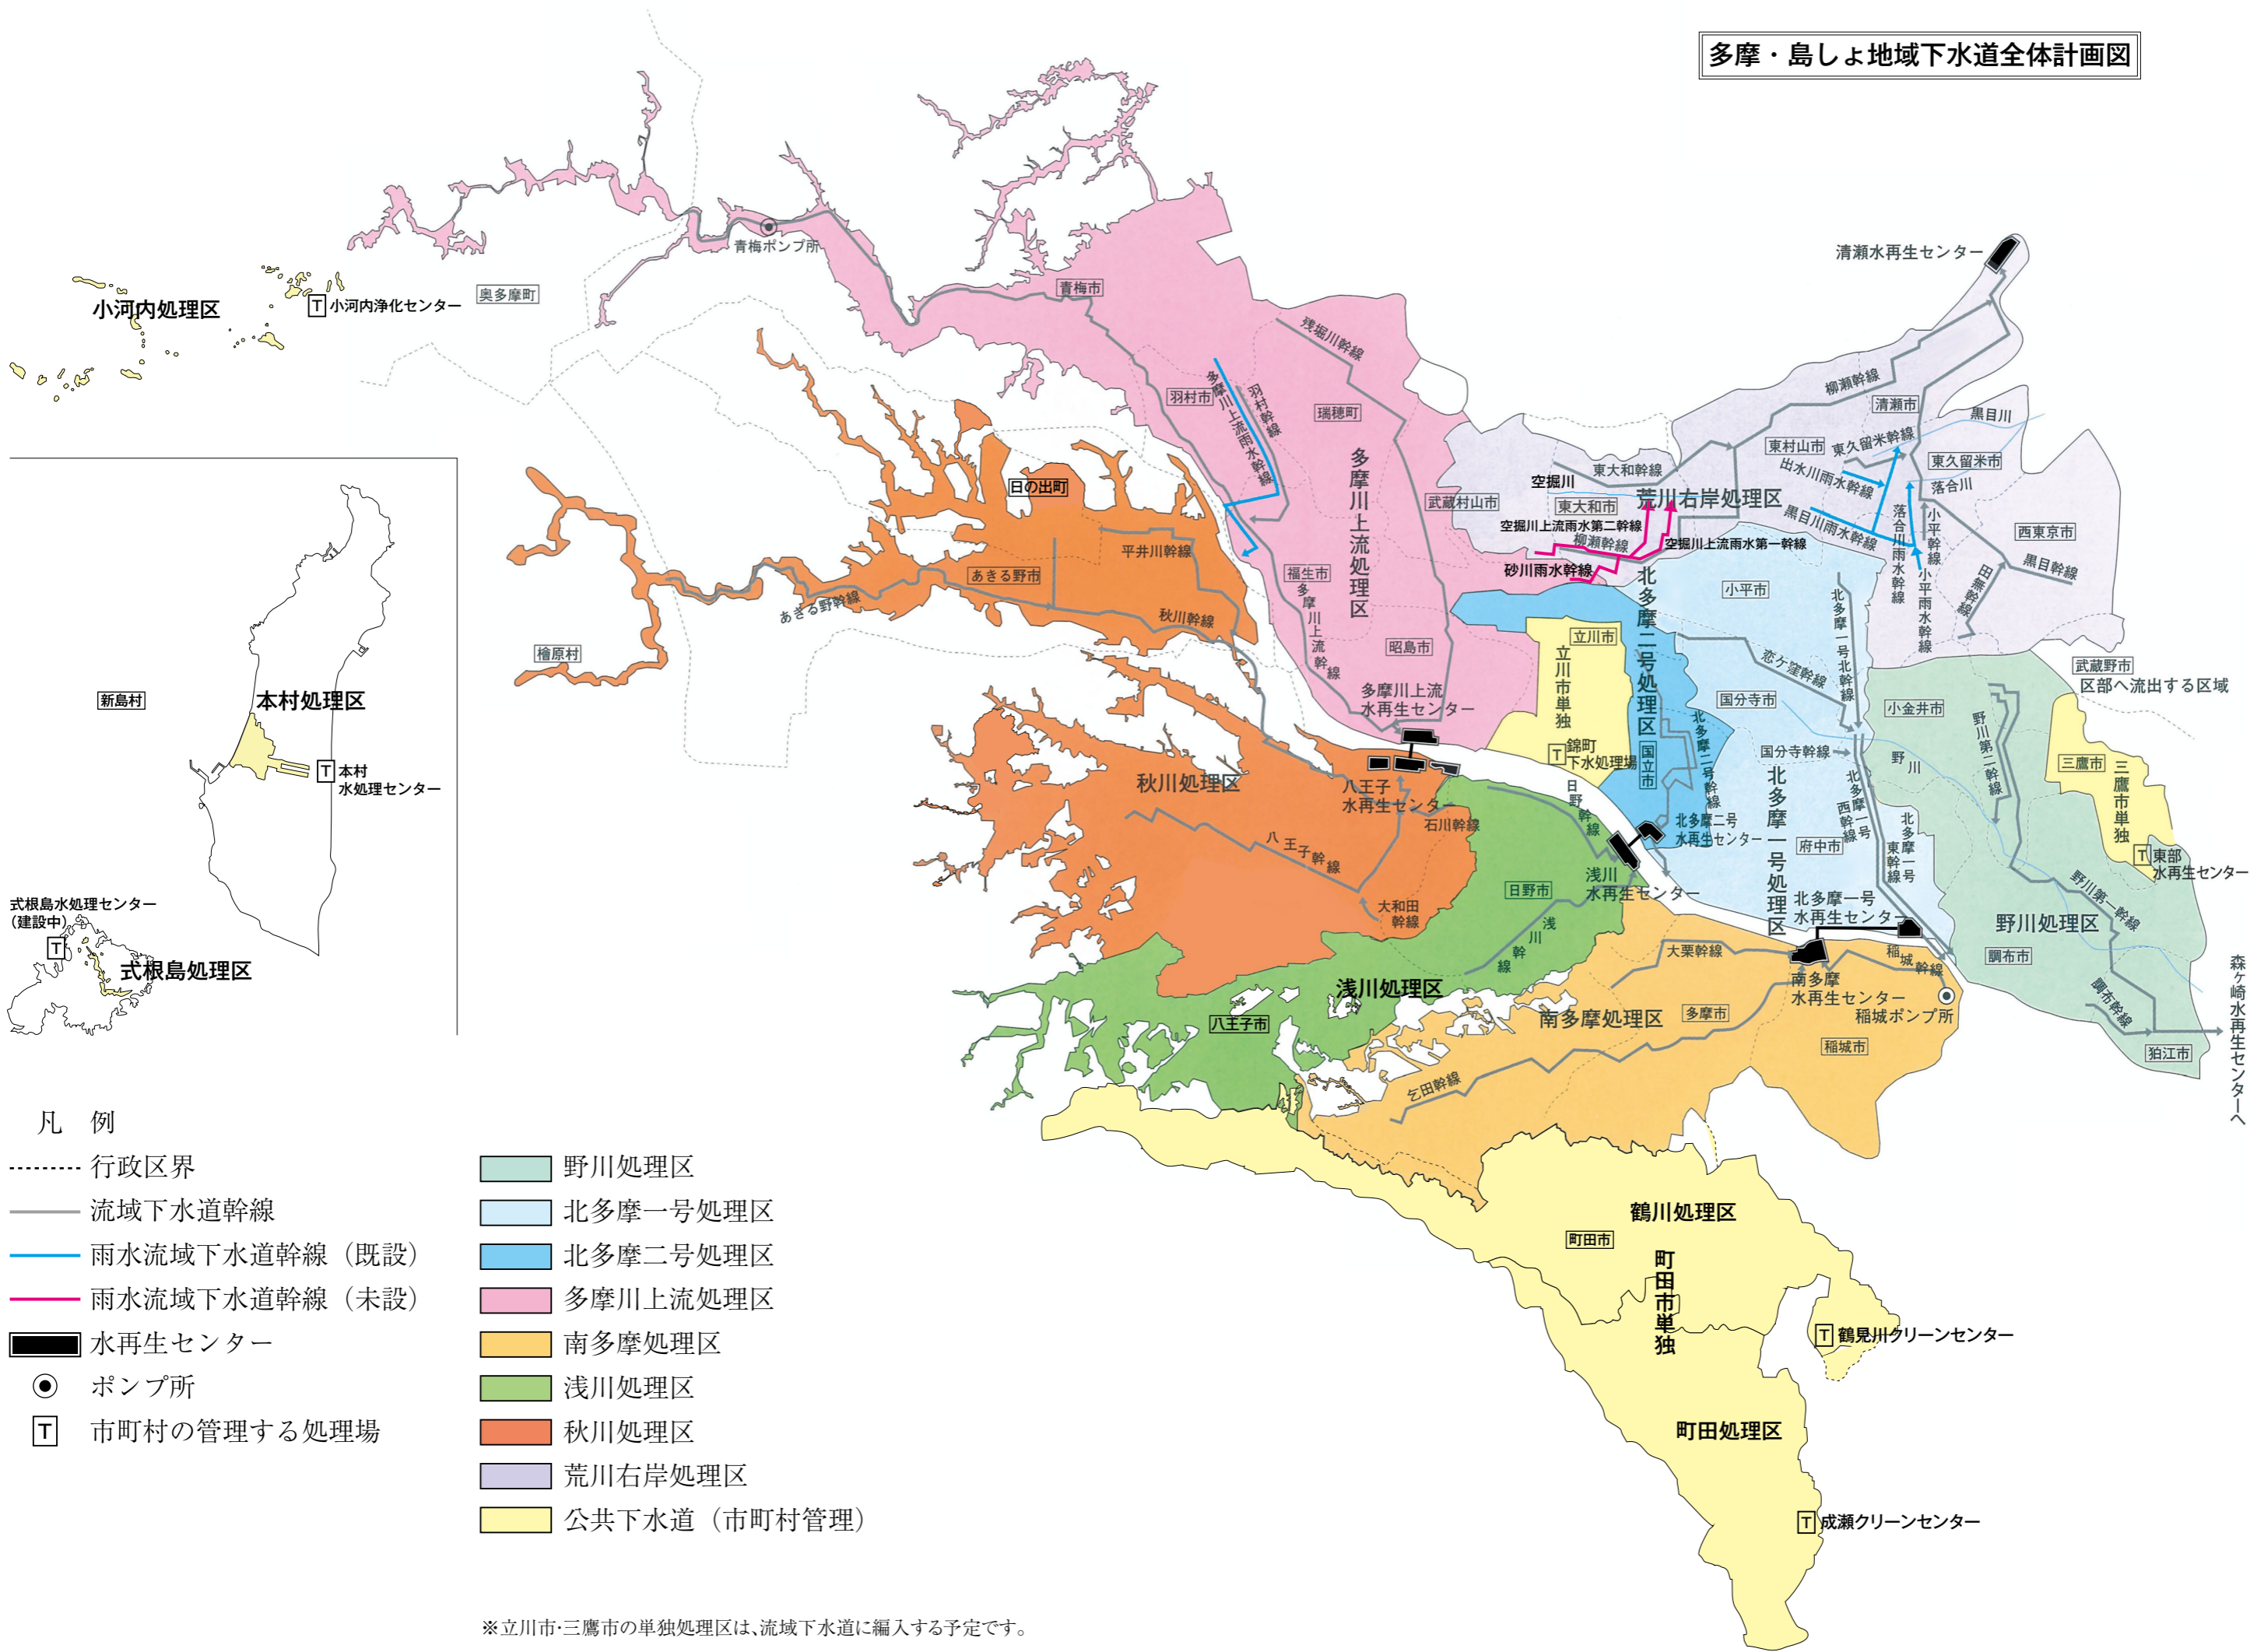 多摩・島しょ地域下水道全体計画図
清瀬水再生センター
青梅ポンプ所
奥多摩町
小河内処理区
小河内浄化センター
青梅市
残堀川幹線
羽村市
多摩川上流雨水幹線
羽村幹線
瑞穂町
多摩川上流処理区
柳瀬幹線
清瀬市
黒目川
東村山市
東久留米幹線
東久留米市
出水川雨水幹線
落合川
東大和幹線
空掘川
荒川右岸処理区
武蔵村山市
東大和市
空掘川上流雨水第二幹線
柳瀬幹線
空掘川上流雨水第一幹線
砂川雨水幹線
黒目川雨水幹線
落合川雨水幹線
小平幹線
小平雨水幹線
西東京市
黒目幹線
田無幹線
日の出町
平井川幹線
あきる野市
あきる野幹線
秋川幹線
檜原村
福生市
多摩川上流幹線
昭島市
多摩川上流
水再生センター
立川市
立川市単独
錦町
下水処理場
北多摩二号処理区
国立市
北多摩二号幹線
北多摩二号
水再生センター
小平市
北多摩一号北幹線
恋ケ窪幹線
国分寺市
国分寺幹線
北多摩一号処理区
府中市
北多摩一号
西幹線
北多摩一号
東幹線
北多摩一号
水再生センター
武蔵野市
区部へ流出する区域
小金井市
野川
野川第二幹線
三鷹市
三鷹市単独
東部
水再生センター
野川第一幹線
野川処理区
調布市
調布幹線
狛江市
森ヶ崎水再生センターへ
新島村
本村処理区
本村
水処理センター
式根島水処理センター
（建設中）
式根島処理区
秋川処理区
八王子
水再生センター
石川幹線
八王子幹線
大和田
幹線
日野幹線
日野市
浅川
水再生センター
浅川幹線
浅川処理区
八王子市
大栗幹線
南多摩
水再生センター
稲城幹線
稲城ポンプ所
南多摩処理区
多摩市
稲城市
乞田幹線
鶴川処理区
町田市
町田市単独
鶴見川クリーンセンター
町田処理区
成瀬クリーンセンター
凡　例
行政区界
流域下水道幹線
雨水流域下水道幹線（既設）
雨水流域下水道幹線（未設）
水再生センター
ポンプ所
T 市町村の管理する処理場
野川処理区
北多摩一号処理区
北多摩二号処理区
多摩川上流処理区
南多摩処理区
浅川処理区
秋川処理区
荒川右岸処理区
公共下水道（市町村管理）
※立川市・三鷹市の単独処理区は、流域下水道に編入する予定です。